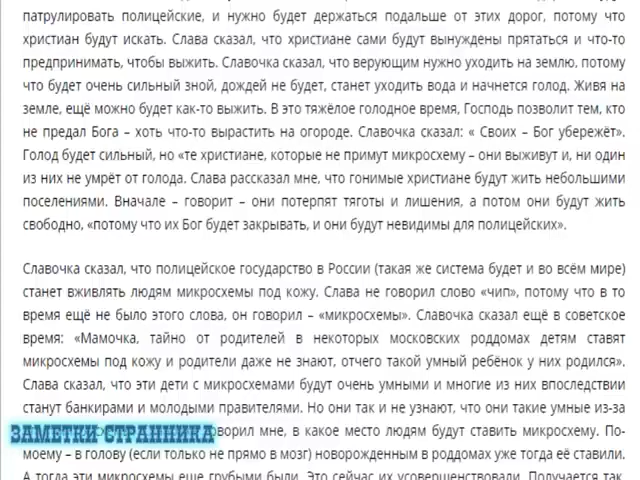 патрулировать полицейские, и нужно будет держаться подальше от этих дорог, потому что
христиан будут искать. Слава сказал, что христиане сами будут вынуждены прятаться и что-то
предпринимать, чтобы выжить. Славочка сказал, что верующим нужно уходить на землю, потому
что будет очень сильный зной, дождей не будет, станет уходить вода и начнется голод. Живя на
земле, ещё можно будет как-то выжить. В это тяжёлое голодное время, Господь позволит тем, кто
не предал Бога – хоть что-то вырастить на огороде. Славочка сказал: « Своих – Бог убережёт».
Голод будет сильный, но «те христиане, которые не примут микросхему – они выживут и, ни один
из них не умрёт от голода. Слава рассказал мне, что гонимые христиане будут жить небольшими
поселениями. Вначале – говорит – они потерпят тяготы и лишения, а потом они будут жить
свободно, «потому что их Бог будет закрывать, и они будут невидимы для полицейских».
Славочка сказал, что полицейское государство в России (такая же система будет и во всём мире)
станет вживлять людям микросхемы под кожу. Слава не говорил слово «чип», потому что в то
время ещё не было этого слова, он говорил – «микросхемы». Славочка сказал ещё в советское
время: «Мамочка, тайно от родителей в некоторых московских роддомах детям ставят
микросхемы под кожу и родители даже не знают, отчего такой умный ребёнок у них родился».
Слава сказал, что эти дети с микросхемами будут очень умными и многие из них впоследствии
станут банкирами и молодыми правителями. Но они так и не узнают, что они такие умные из-за
ЗАМЕТКИ СТРАННИКА говорил мне, в какое место людям будут ставить микросхему. По-
моему – в голову (если только не прямо в мозг) новорожденным в роддомах уже тогда её ставили.
А тогда эти микросхемы еще грубыми были. Это сейчас их усовершенствовали. Получается так,